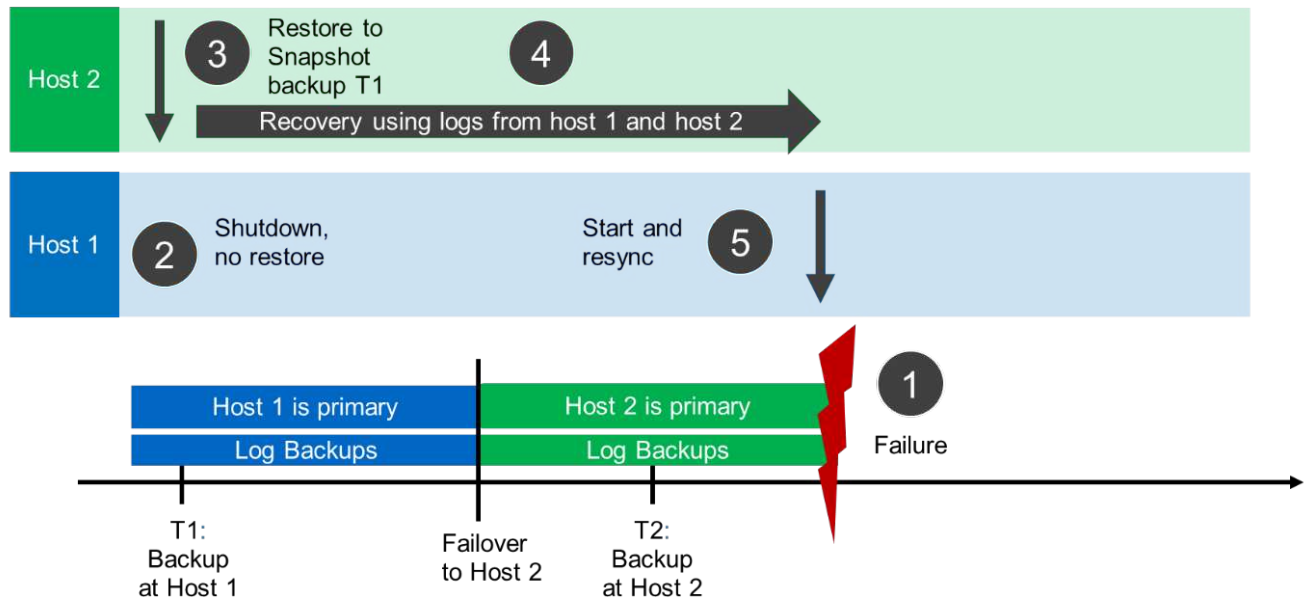 Host 2
3
Restore to
Snapshot
backup T1
4
Recovery using logs from host 1 and host 2
Host 1
2
Shutdown,
no restore
Start and
resync
5
1
Failure
Host 1 is primary
Host 2 is primary
Log Backups
Log Backups
T1:
Backup
at Host 1
Failover
to Host 2
T2:
Backup
at Host 2